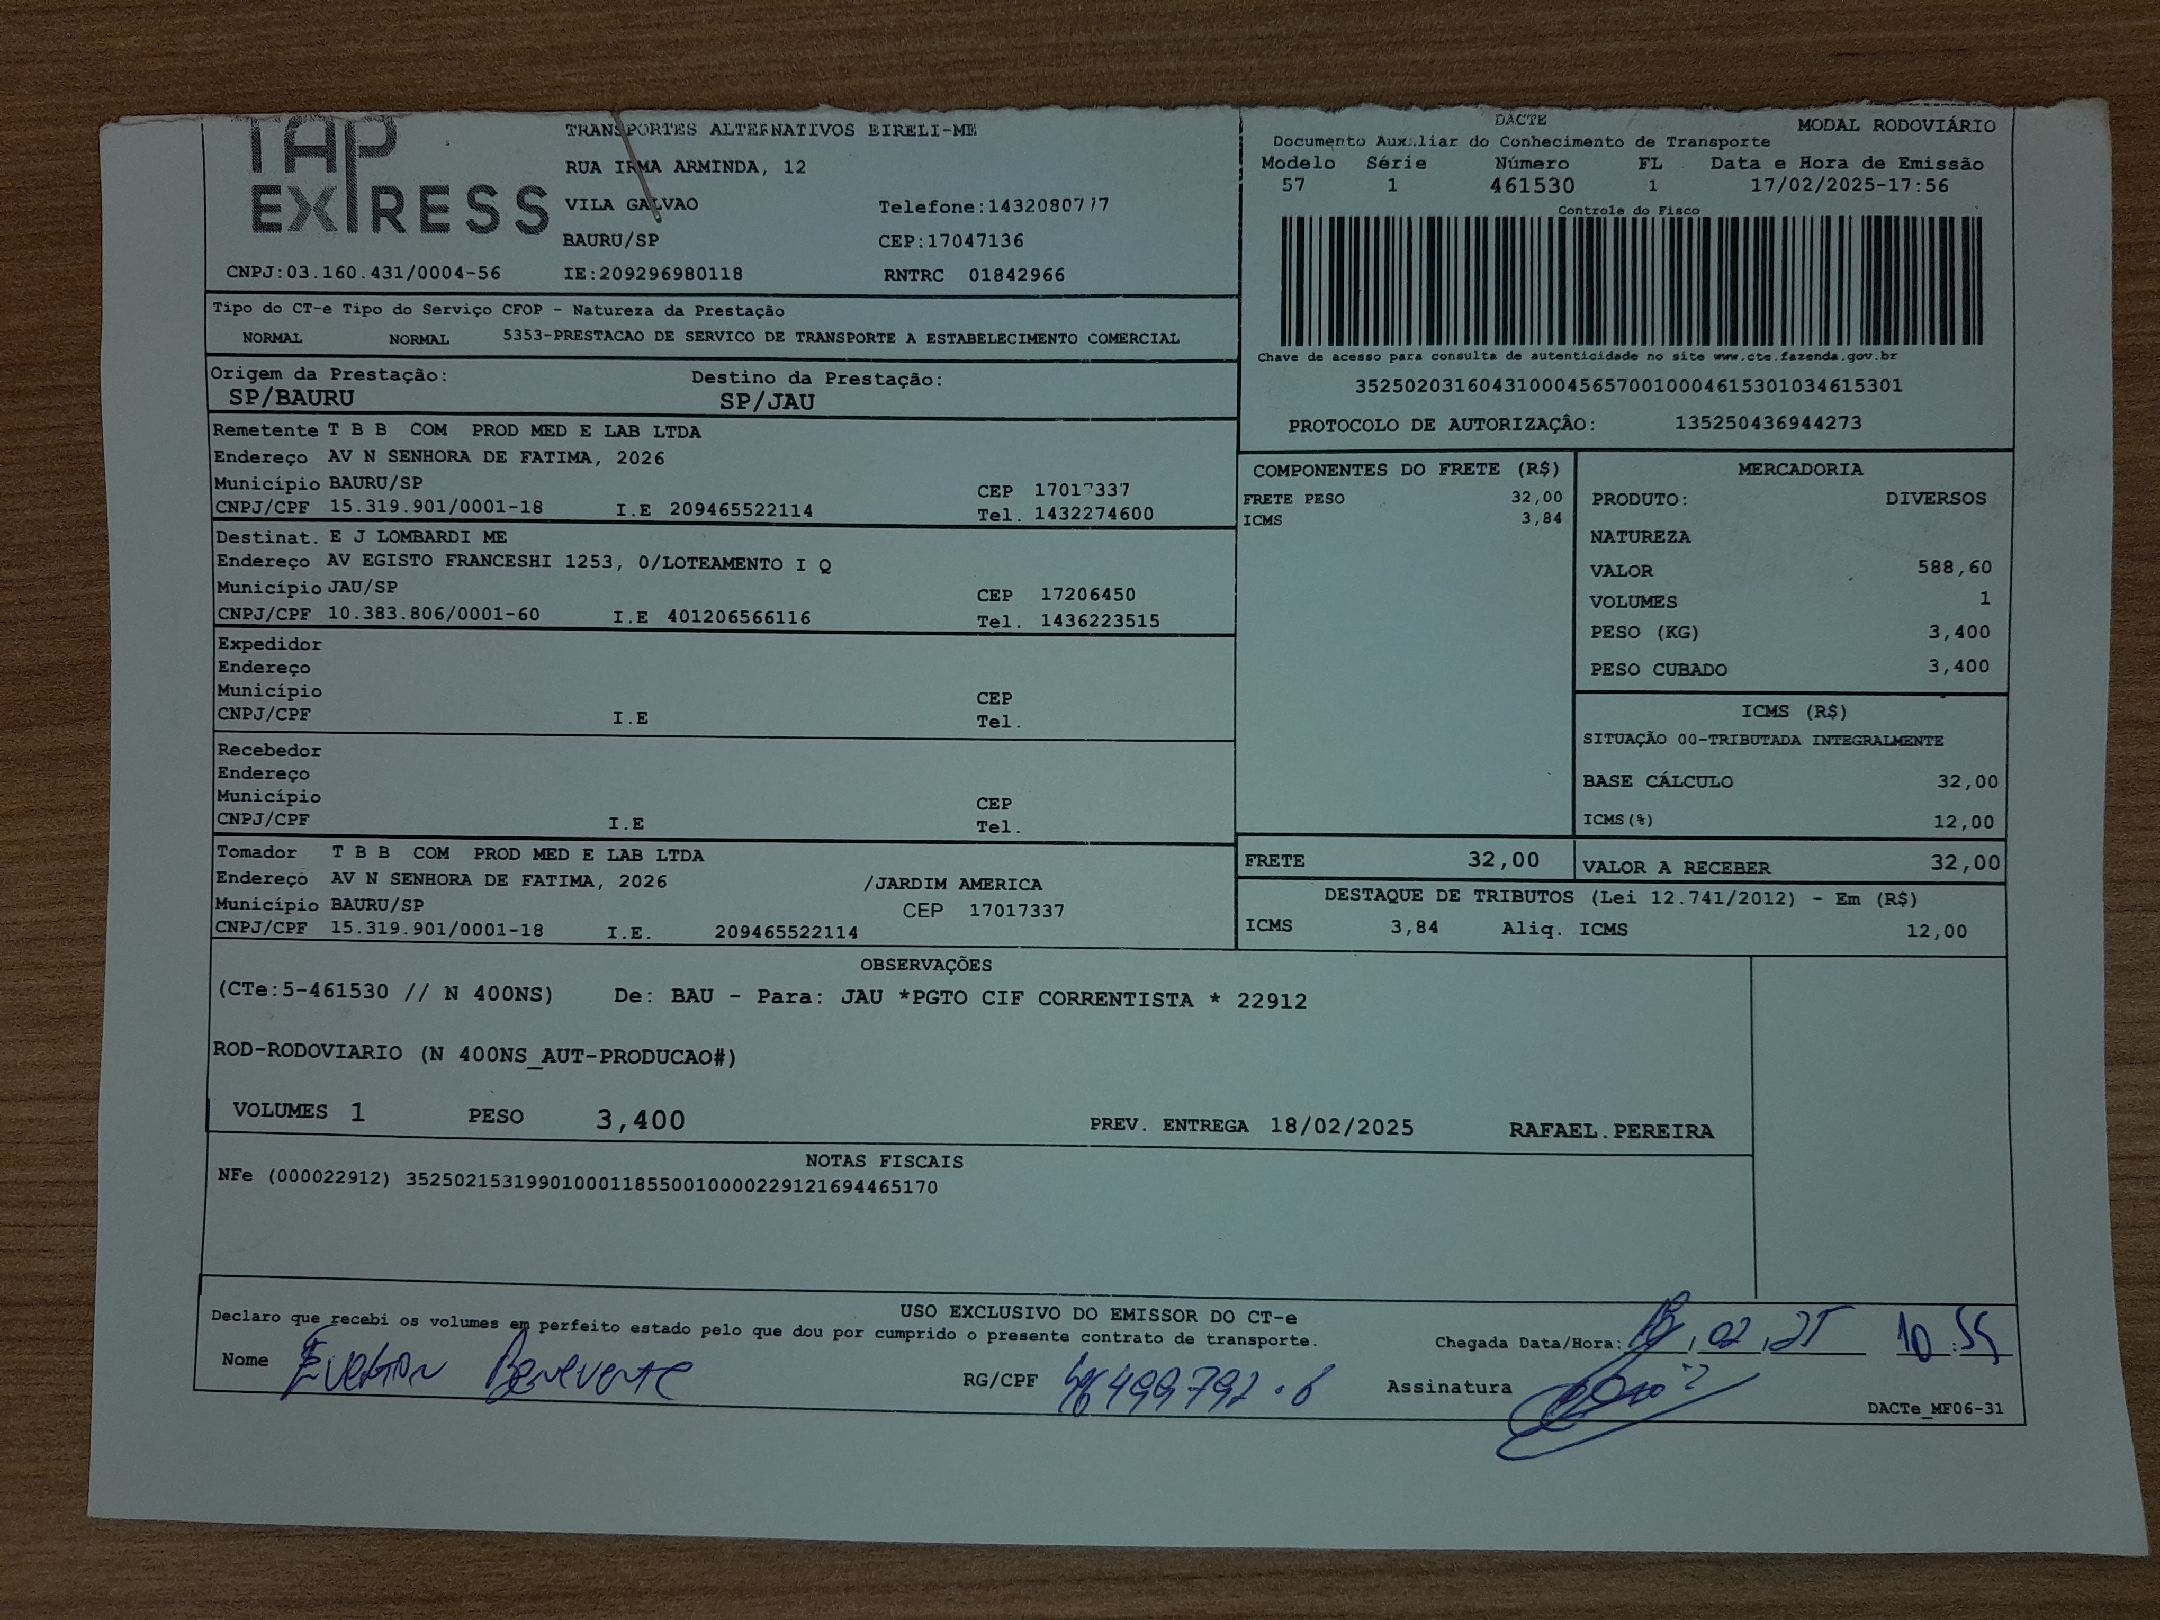 TAP
EXPRESS
TRANSPORTES ALTERNATIVOS EIRELI-ME
RUA IRMA ARMINDA, 12
VILA GALVAO Telefone:1432080777
BAURU/SP CEP:17047136
CNPJ:03.160.431/0004-56 IE:209296980118 RNTRC 01842966
DACTE MODAL RODOVIÁRIO
Documento Auxiliar do Conhecimento de Transporte
Modelo Série Número FL Data e Hora de Emissão
57 1 461530 1 17/02/2025-17:56
Controle do Fisco
Chave de acesso para consulta de autenticidade no site www.cte.fazenda.gov.br
35250203160431000456570010004615301034615301
PROTOCOLO DE AUTORIZAÇÂO: 135250436944273
Tipo do CT-e Tipo do Serviço CFOP - Natureza da Prestação
NORMAL NORMAL 5353-PRESTACAO DE SERVICO DE TRANSPORTE A ESTABELECIMENTO COMERCIAL
Origem da Prestação: Destino da Prestação:
SP/BAURU SP/JAU
Remetente T B B COM PROD MED E LAB LTDA
Endereço AV N SENHORA DE FATIMA, 2026
Município BAURU/SP CEP 17017337
CNPJ/CPF 15.319.901/0001-18 I.E 209465522114 Tel. 1432274600
Destinat. E J LOMBARDI ME
Endereço AV EGISTO FRANCESHI 1253, 0/LOTEAMENTO I Q
Município JAU/SP CEP 17206450
CNPJ/CPF 10.383.806/0001-60 I.E 401206566116 Tel. 1436223515
Expedidor
Endereço
Município CEP
CNPJ/CPF I.E Tel.
Recebedor
Endereço
Município CEP
CNPJ/CPF I.E Tel.
Tomador T B B COM PROD MED E LAB LTDA
Endereço AV N SENHORA DE FATIMA, 2026 /JARDIM AMERICA
Município BAURU/SP CEP 17017337
CNPJ/CPF 15.319.901/0001-18 I.E. 209465522114
COMPONENTES DO FRETE (R$)
FRETE PESO 32,00
ICMS 3,84
MERCADORIA
PRODUTO: DIVERSOS
NATUREZA
VALOR 588,60
VOLUMES 1
PESO (KG) 3,400
PESO CUBADO 3,400
ICMS (R$)
SITUAÇÃO 00-TRIBUTADA INTEGRALMENTE
BASE CÁLCULO 32,00
ICMS(%) 12,00
FRETE 32,00 VALOR A RECEBER 32,00
DESTAQUE DE TRIBUTOS (Lei 12.741/2012) - Em (R$)
ICMS 3,84 Aliq. ICMS 12,00
OBSERVAÇÕES
(CTe:5-461530 // N 400NS) De: BAU - Para: JAU *PGTO CIF CORRENTISTA * 22912
ROD-RODOVIARIO (N 400NS_AUT-PRODUCAO#)
VOLUMES 1 PESO 3,400 PREV. ENTREGA 18/02/2025 RAFAEL.PEREIRA
NOTAS FISCAIS
NFe (000022912) 35250215319901000118550010000229121694465170
USO EXCLUSIVO DO EMISSOR DO CT-e
Declaro que recebi os volumes em perfeito estado pelo que dou por cumprido o presente contrato de transporte.
Chegada Data/Hora: , 02 , 25 10:55
Nome Everton Benevente RG/CPF 46499792-6 Assinatura
DACTe_MF06-31